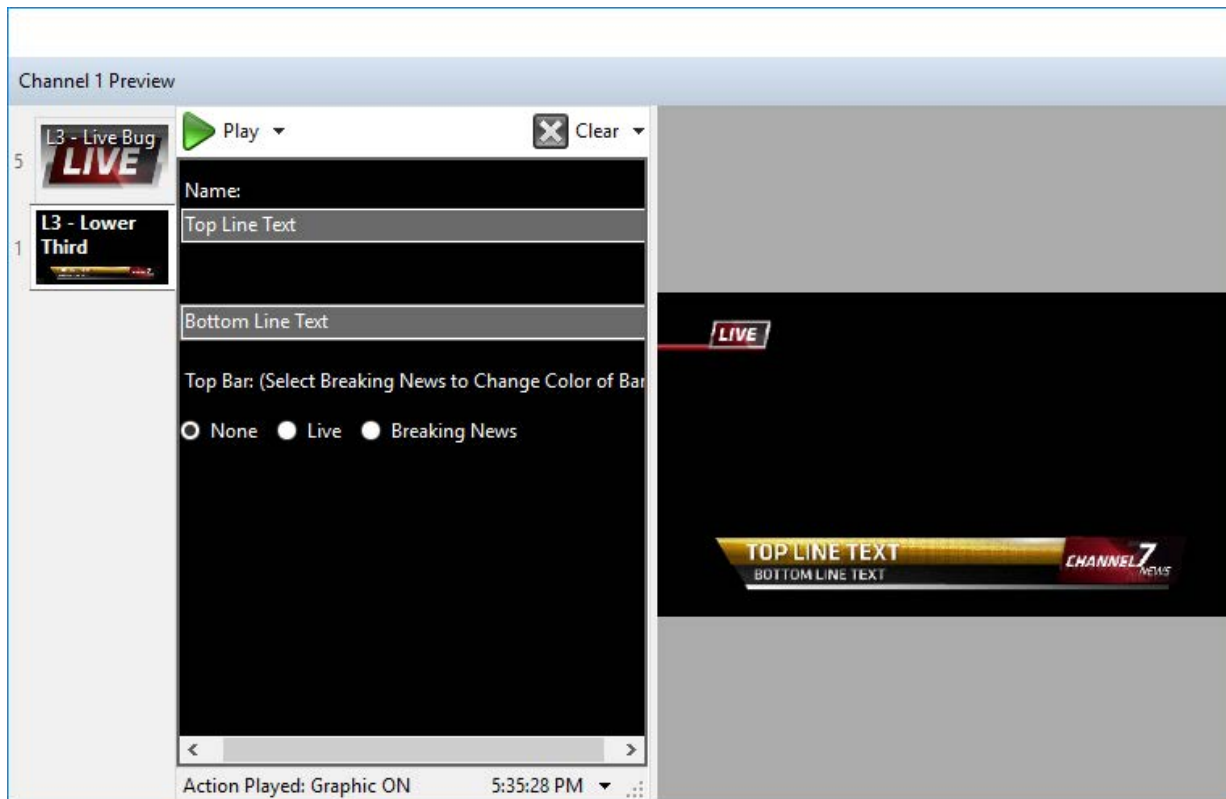 Channel 1 Preview
5
L3 - Live Bug
LIVE
1
L3 - Lower
Third
Play
Clear
Name:
Top Line Text
Bottom Line Text
Top Bar: (Select Breaking News to Change Color of Bar
None Live Breaking News
Action Played: Graphic ON 5:35:28 PM
LIVE
TOP LINE TEXT
BOTTOM LINE TEXT
CHANNEL 7
NEWS